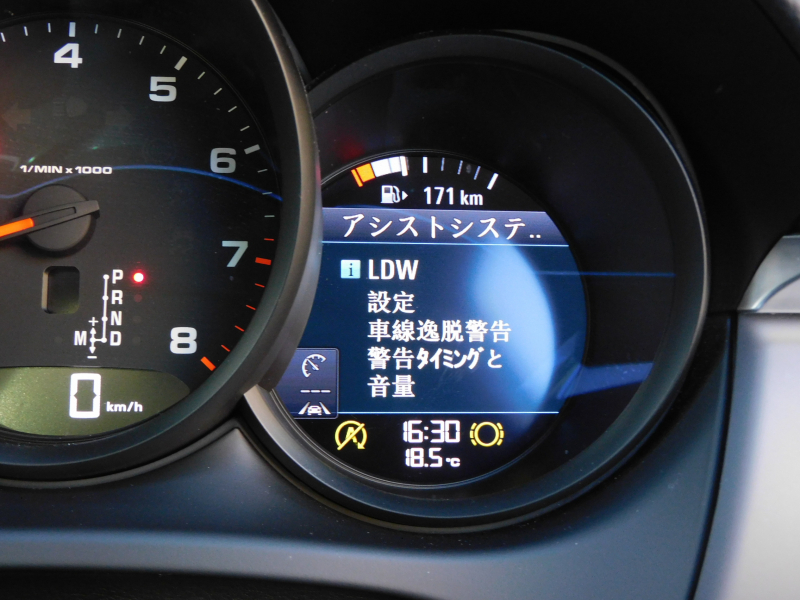 4
5
6
1/MIN x 1000
7
8
P
R
N
M D
+
−
0 km/h
171 km
アシストシステ..
i LDW
設定
車線逸脱警告
警告タイミングと
音量
---
A
16:30
18.5 °C